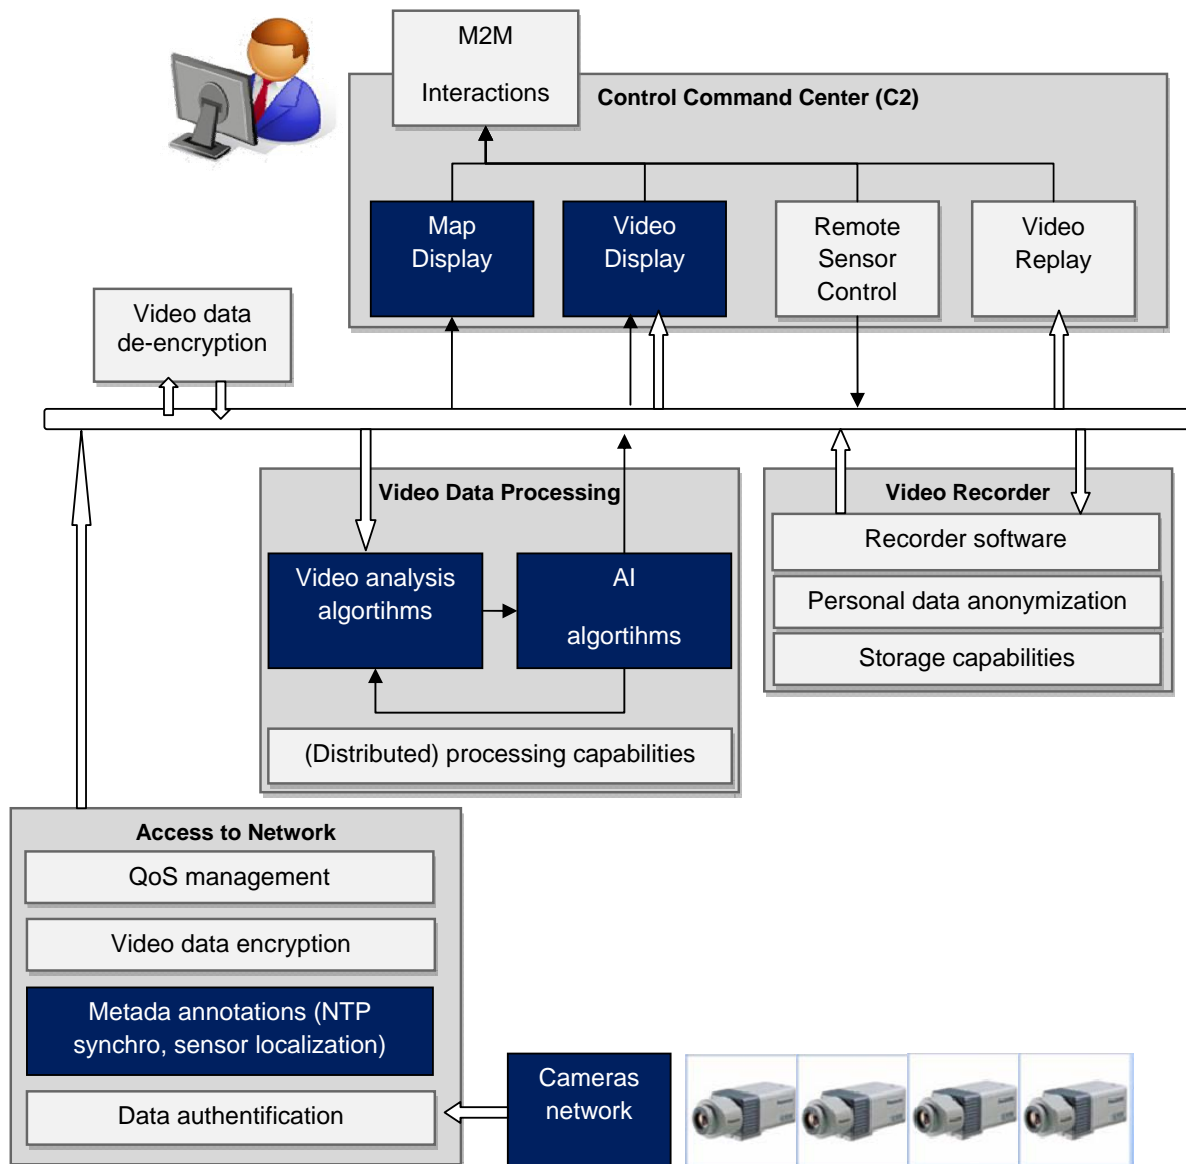 M2M
Interactions
Control Command Center (C2)
Map
Display
Video
Display
Remote
Sensor
Control
Video
Replay
Video data
de-encryption
Video Data Processing
Video analysis
algortihms
AI
algortihms
(Distributed) processing capabilities
Video Recorder
Recorder software
Personal data anonymization
Storage capabilities
Access to Network
QoS management
Video data encryption
Metada annotations (NTP
synchro, sensor localization)
Data authentification
Cameras
network